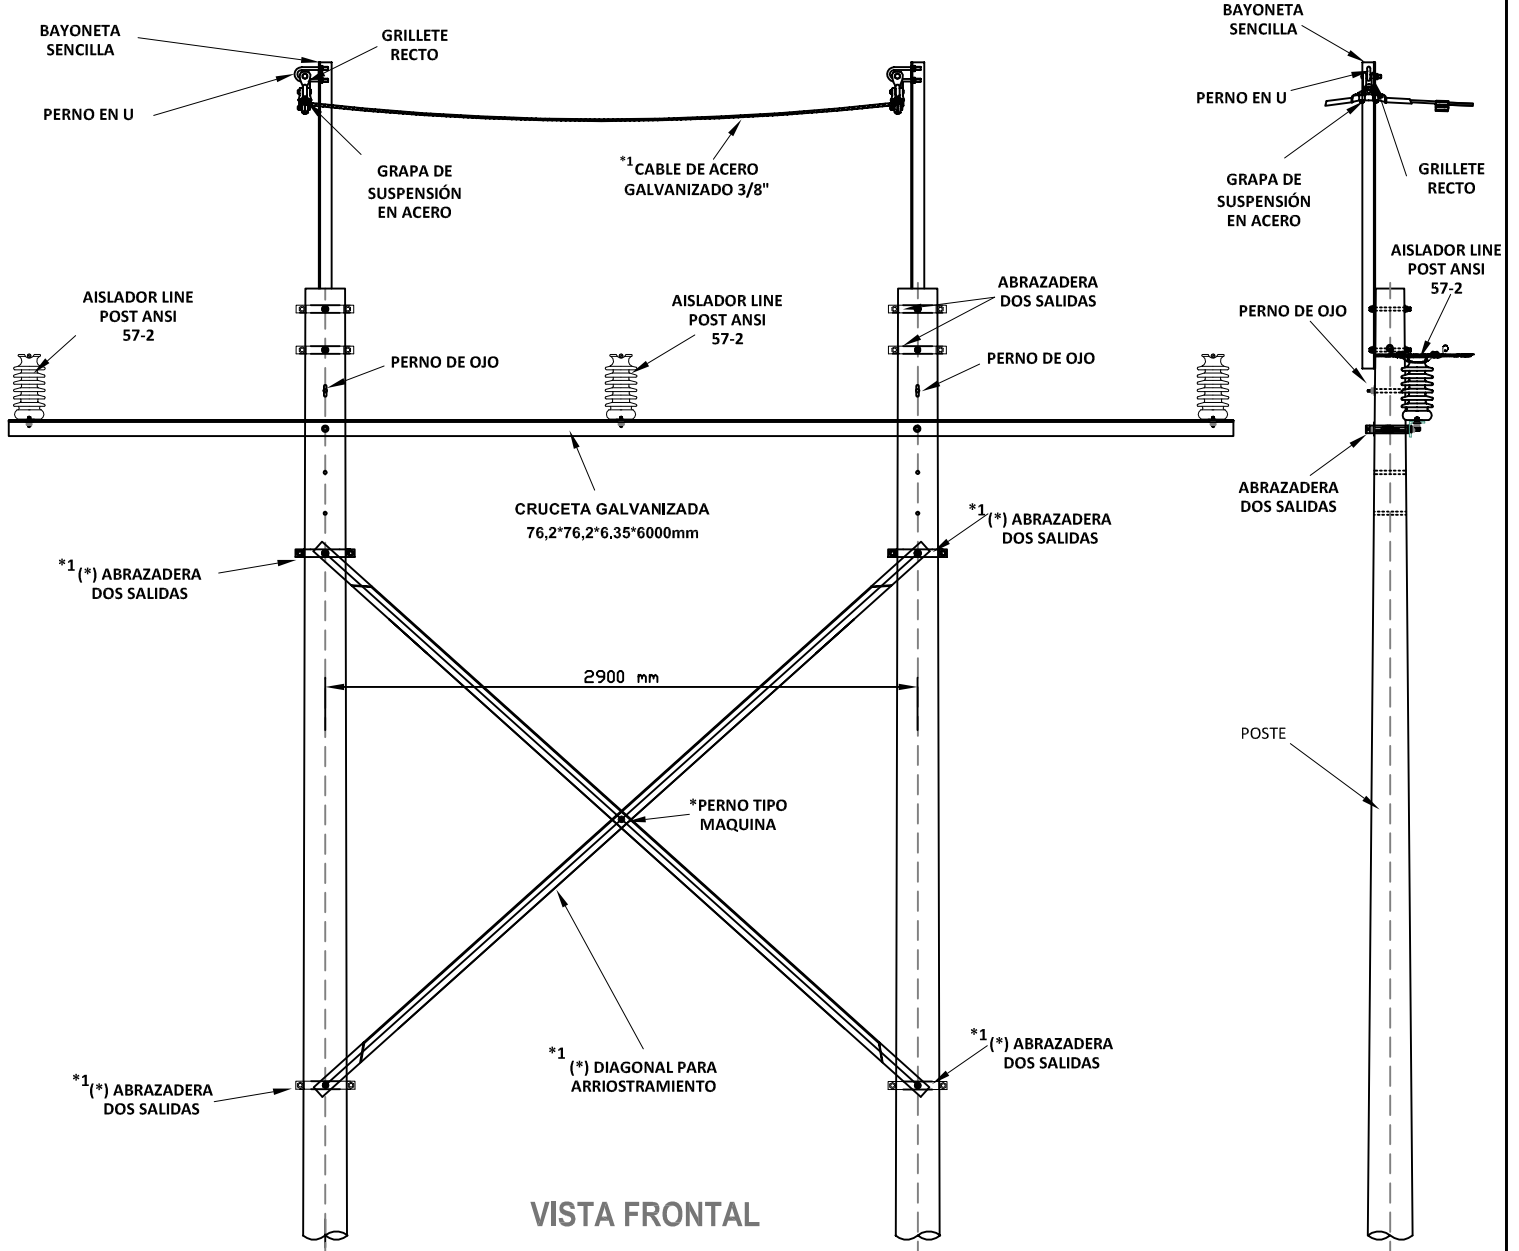 BAYONETA
SENCILLA
GRILLETE
RECTO
PERNO EN U
GRAPA DE
SUSPENSIÓN
EN ACERO
*1 CABLE DE ACERO
GALVANIZADO 3/8"
AISLADOR LINE
POST ANSI
57-2
AISLADOR LINE
POST ANSI
57-2
ABRAZADERA
DOS SALIDAS
PERNO DE OJO
PERNO DE OJO
CRUCETA GALVANIZADA
76,2*76,2*6.35*6000mm
*1 (*) ABRAZADERA
DOS SALIDAS
*1 (*) ABRAZADERA
DOS SALIDAS
2900 mm
*PERNO TIPO
MAQUINA
*1 (*) DIAGONAL PARA
ARRIOSTRAMIENTO
*1 (*) ABRAZADERA
DOS SALIDAS
*1 (*) ABRAZADERA
DOS SALIDAS
VISTA FRONTAL
BAYONETA
SENCILLA
PERNO EN U
GRAPA DE
SUSPENSIÓN
EN ACERO
GRILLETE
RECTO
AISLADOR LINE
POST ANSI
57-2
PERNO DE OJO
ABRAZADERA
DOS SALIDAS
POSTE